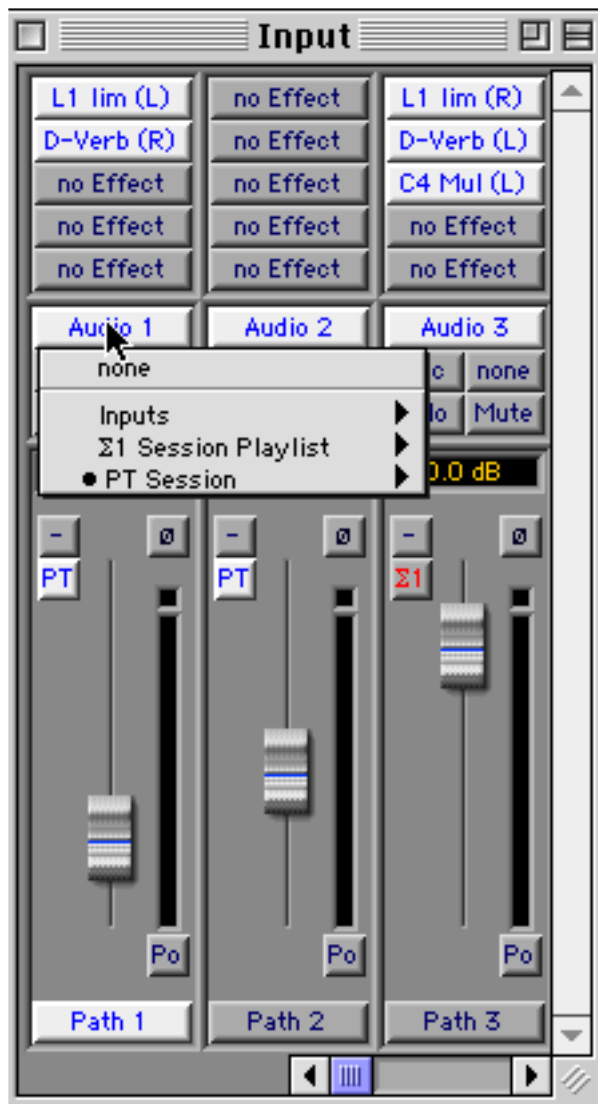 Input
L1 lim (L) no Effect L1 lim (R)
D-Verb (R) no Effect D-Verb (L)
no Effect no Effect C4 Mul (L)
no Effect no Effect no Effect
no Effect no Effect no Effect
Audio 1 Audio 2 Audio 3
none
c none
Inputs
lo Mute
Σ1 Session Playlist
PT Session
0.0 dB
- ø - ø - ø
PT PT Σ1
Po Po Po
Path 1 Path 2 Path 3